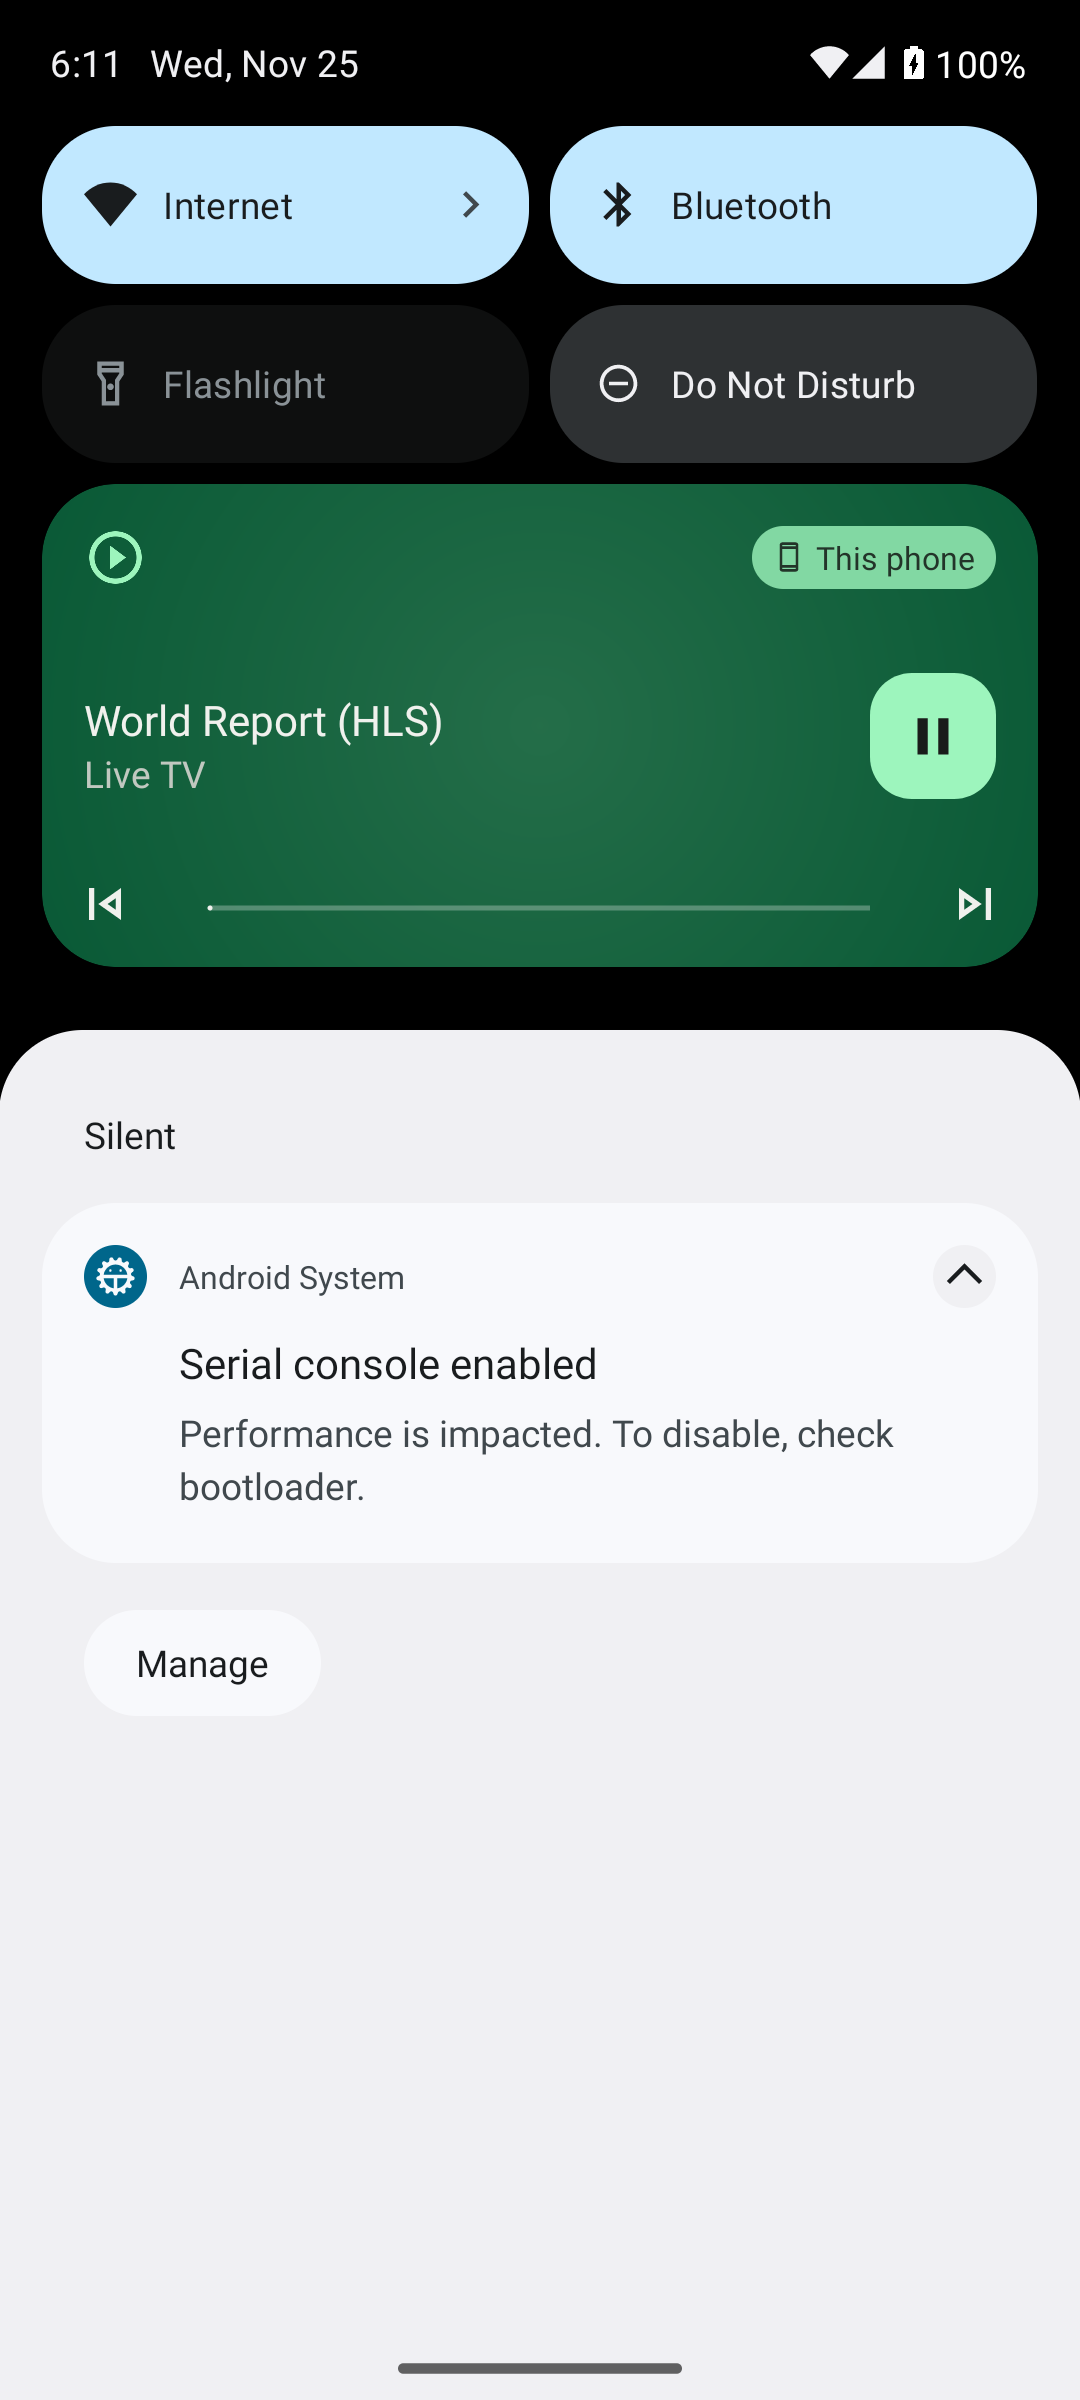 6:11 Wed, Nov 25 100%
Internet
Bluetooth
Flashlight
Do Not Disturb
This phone
World Report (HLS)
Live TV
Silent
Android System
Serial console enabled
Performance is impacted. To disable, check
bootloader.
Manage